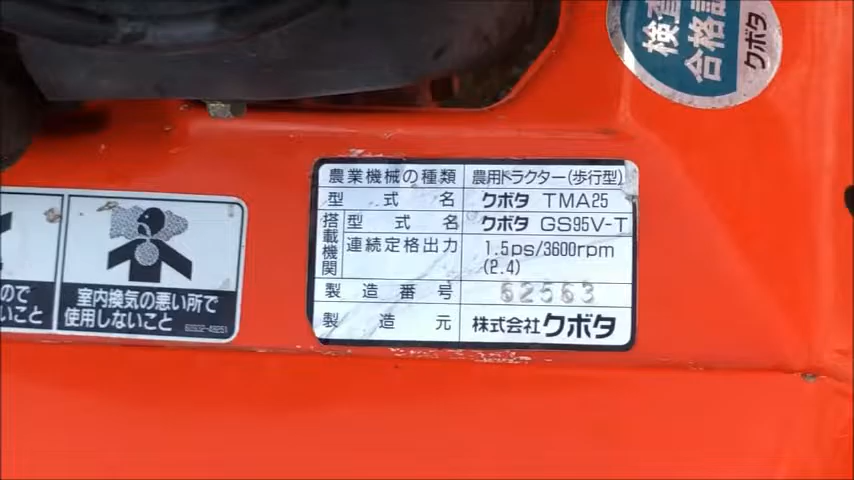 検査
合格証
クボタ
農業機械の種類 農用トラクター(歩行型)
型式名 クボタ TMA25
搭載機関 型式名 クボタ GS95V-T
連続定格出力 1.5ps/3600rpm
(2.4)
製造番号 62563
製造元 株式会社クボタ
ので
いこと
室内換気の悪い所で
使用しないこと